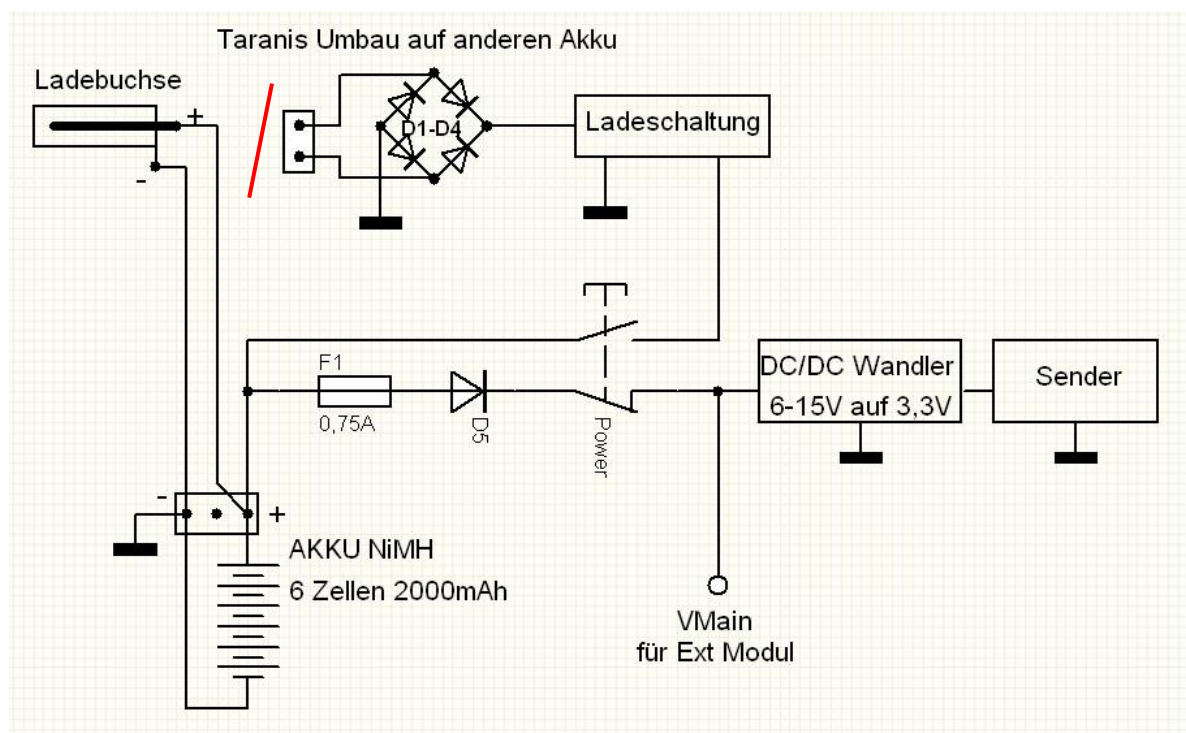 Taranis Umbau auf anderen Akku
Ladebuchse
+
-
D1-D4
Ladeschaltung
F1
0,75A
D5
Power
DC/DC Wandler
6-15V auf 3,3V
Sender
-
+
AKKU NiMH
6 Zellen 2000mAh
VMain
für Ext Modul